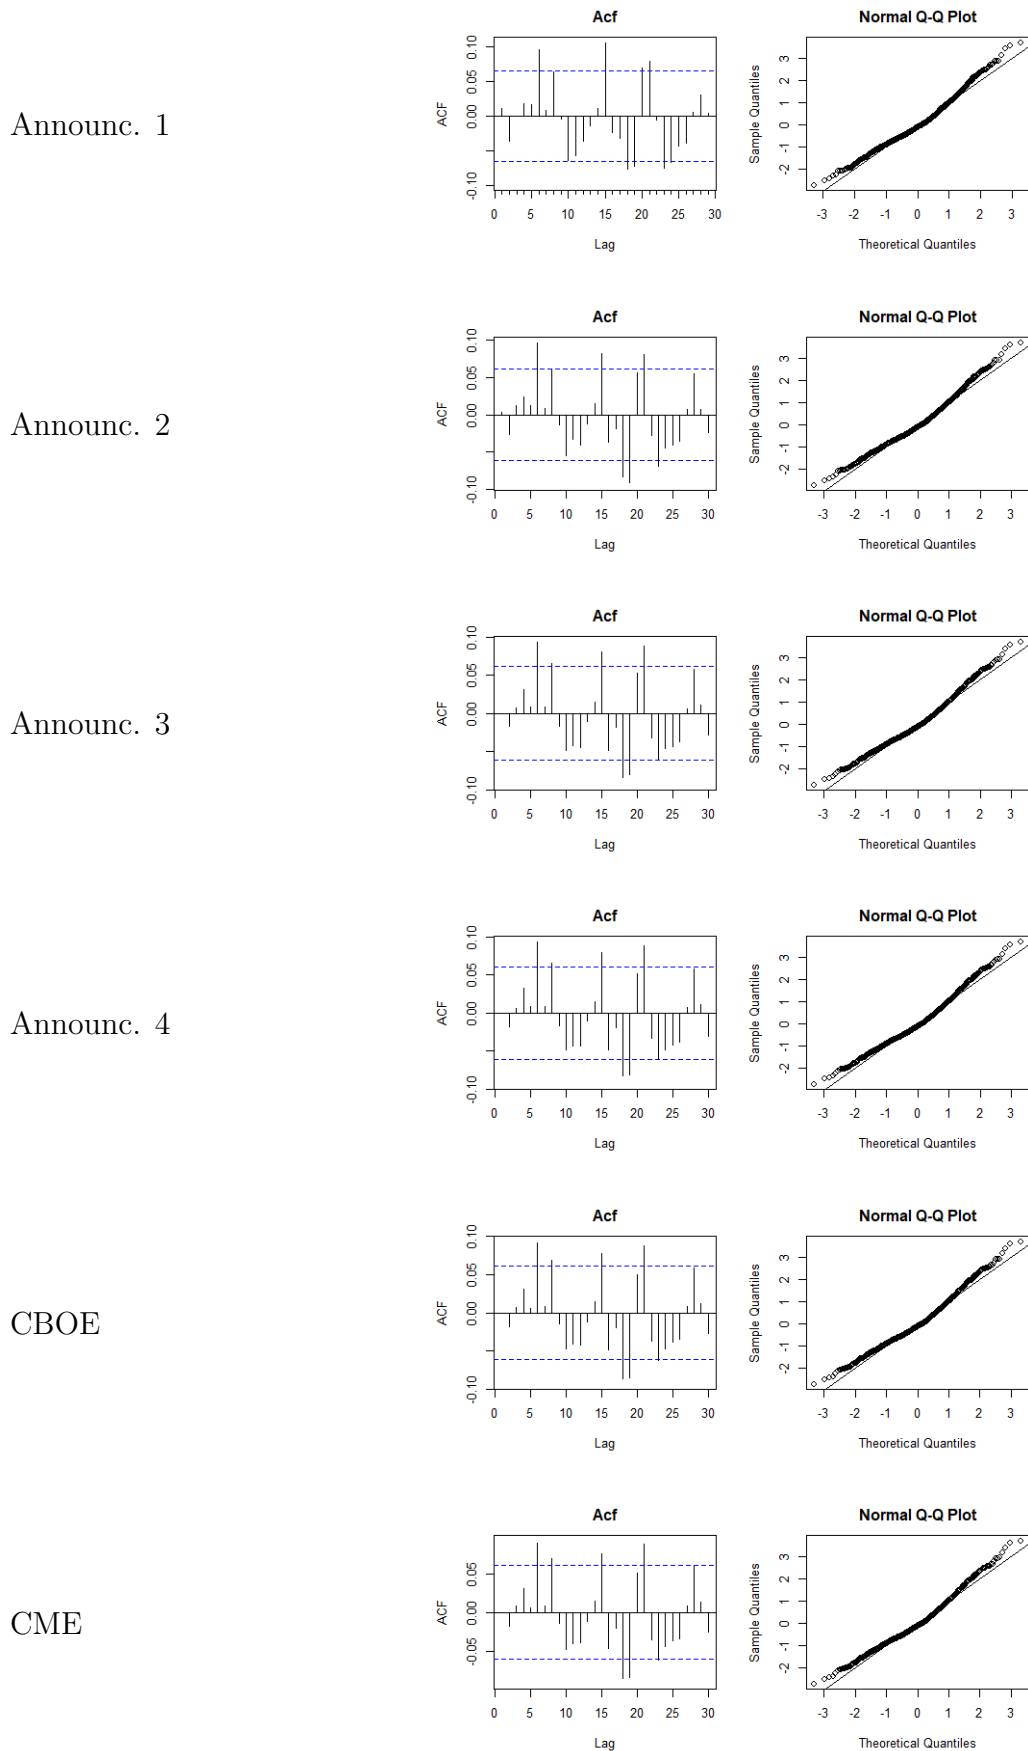 Acf Normal Q-Q Plot
Announc. 1
ACF
-0.10 0.00 0.05 0.10
0 5 10 15 20 25 30
Lag
Sample Quantiles
-2 -1 0 1 2 3
-3 -2 -1 0 1 2 3
Theoretical Quantiles
Acf Normal Q-Q Plot
Announc. 2
ACF
-0.10 0.00 0.05 0.10
0 5 10 15 20 25 30
Lag
Sample Quantiles
-2 -1 0 1 2 3
-3 -2 -1 0 1 2 3
Theoretical Quantiles
Acf Normal Q-Q Plot
Announc. 3
ACF
-0.10 0.00 0.05 0.10
0 5 10 15 20 25 30
Lag
Sample Quantiles
-2 -1 0 1 2 3
-3 -2 -1 0 1 2 3
Theoretical Quantiles
Acf Normal Q-Q Plot
Announc. 4
ACF
-0.10 0.00 0.05 0.10
0 5 10 15 20 25 30
Lag
Sample Quantiles
-2 -1 0 1 2 3
-3 -2 -1 0 1 2 3
Theoretical Quantiles
Acf Normal Q-Q Plot
CBOE
ACF
-0.10 0.00 0.05 0.10
0 5 10 15 20 25 30
Lag
Sample Quantiles
-2 -1 0 1 2 3
-3 -2 -1 0 1 2 3
Theoretical Quantiles
Acf Normal Q-Q Plot
CME
ACF
-0.05 0.00 0.05
0 5 10 15 20 25 30
Lag
Sample Quantiles
-2 -1 0 1 2 3
-3 -2 -1 0 1 2 3
Theoretical Quantiles